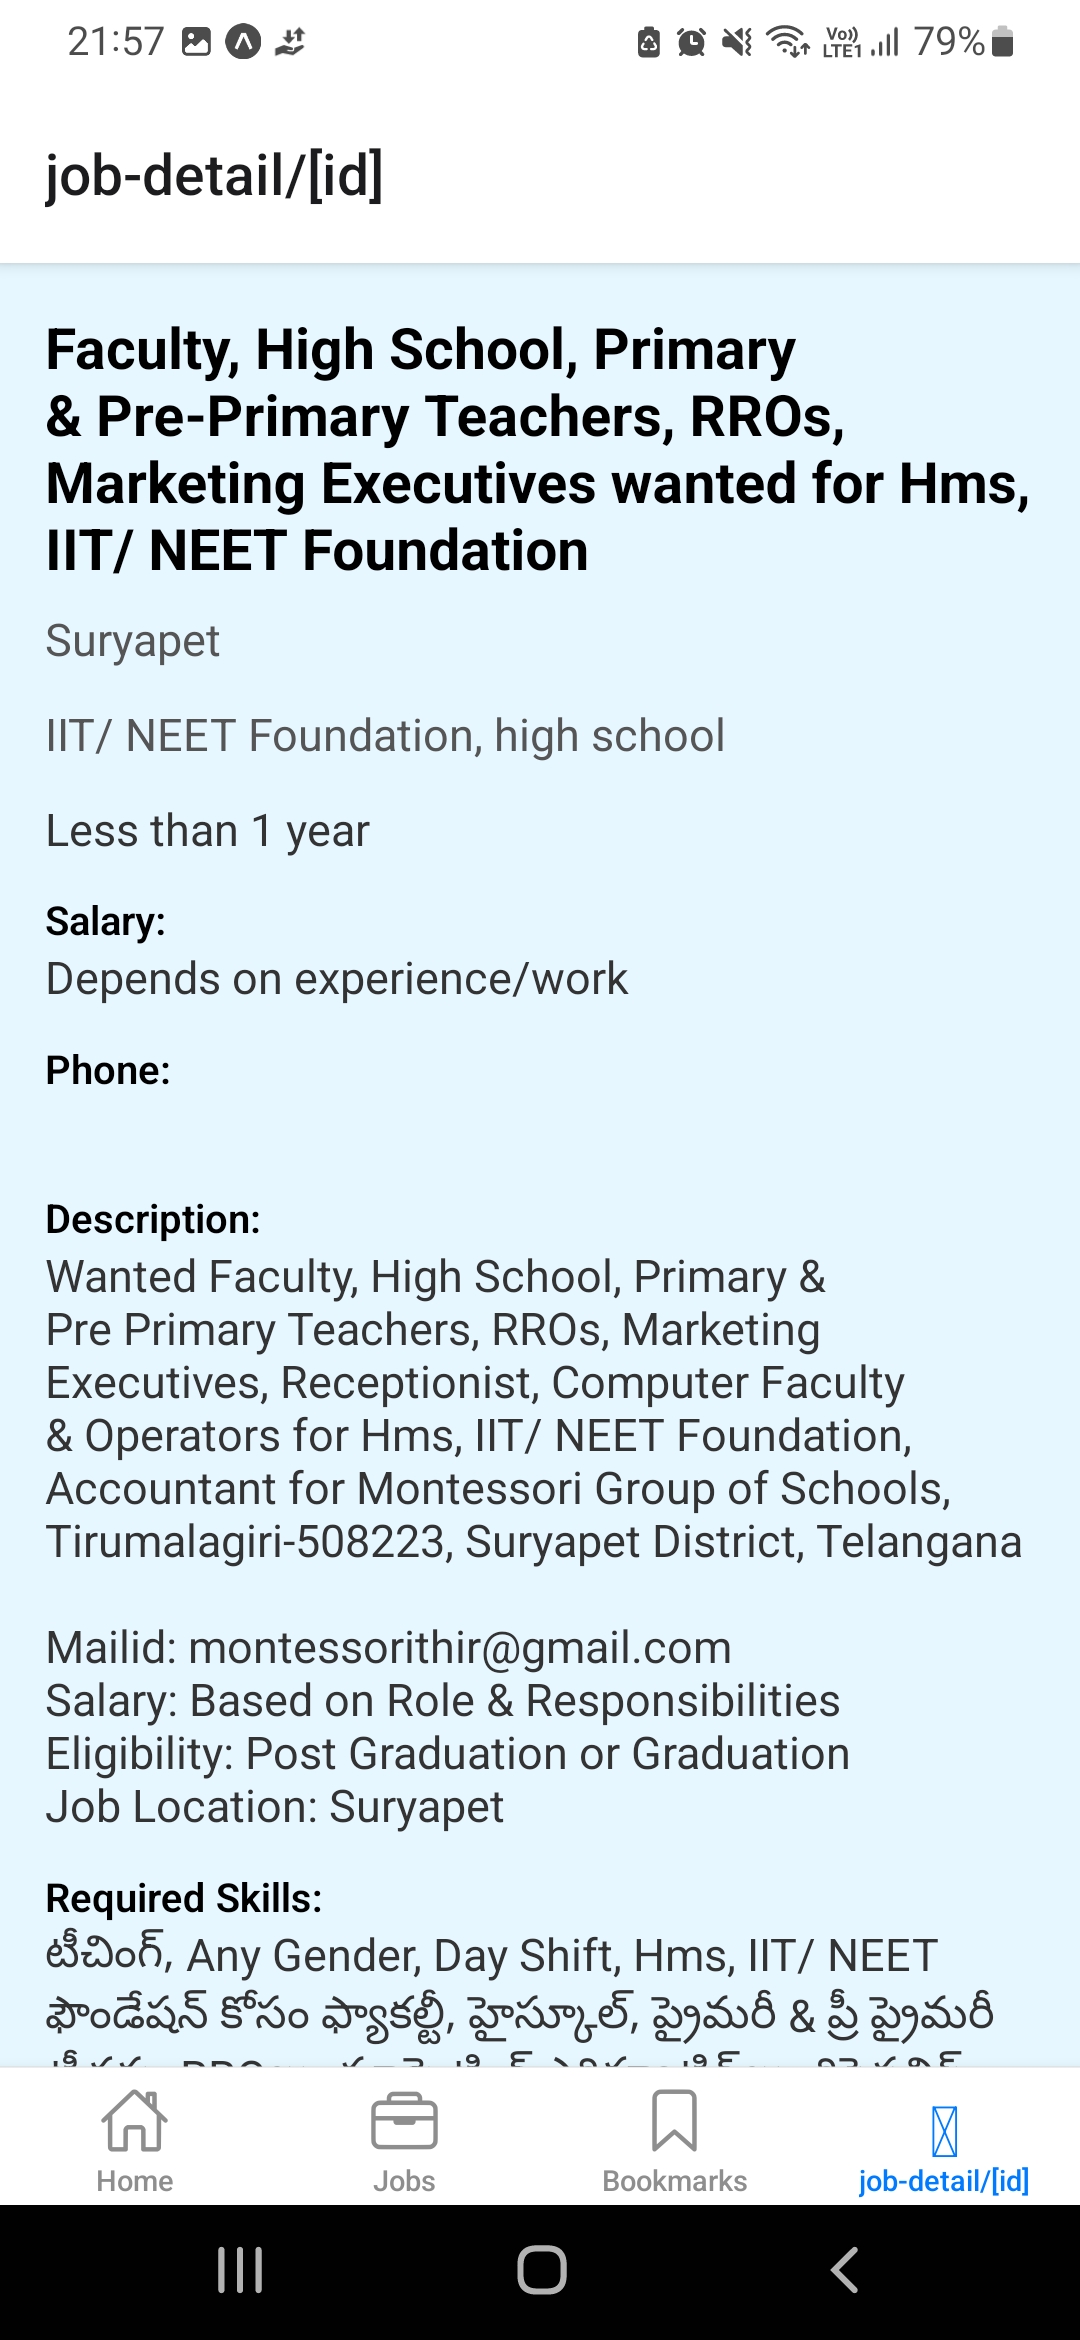 21:57
Vo))
LTE1
79%
job-detail/[id]
Faculty, High School, Primary
& Pre-Primary Teachers, RROs,
Marketing Executives wanted for Hms,
IIT/ NEET Foundation
Suryapet
IIT/ NEET Foundation, high school
Less than 1 year
Salary:
Depends on experience/work
Phone:
Description:
Wanted Faculty, High School, Primary &
Pre Primary Teachers, RROs, Marketing
Executives, Receptionist, Computer Faculty
& Operators for Hms, IIT/ NEET Foundation,
Accountant for Montessori Group of Schools,
Tirumalagiri-508223, Suryapet District, Telangana
Mailid: montessorithir@gmail.com
Salary: Based on Role & Responsibilities
Eligibility: Post Graduation or Graduation
Job Location: Suryapet
Required Skills:
టీచింగ్, Any Gender, Day Shift, Hms, IIT/ NEET
ఫౌండేషన్ కోసం ఫ్యాకల్టీ, హైస్కూల్, ప్రైమరీ & ప్రీ ప్రైమరీ
Home
Jobs
Bookmarks
job-detail/[id]